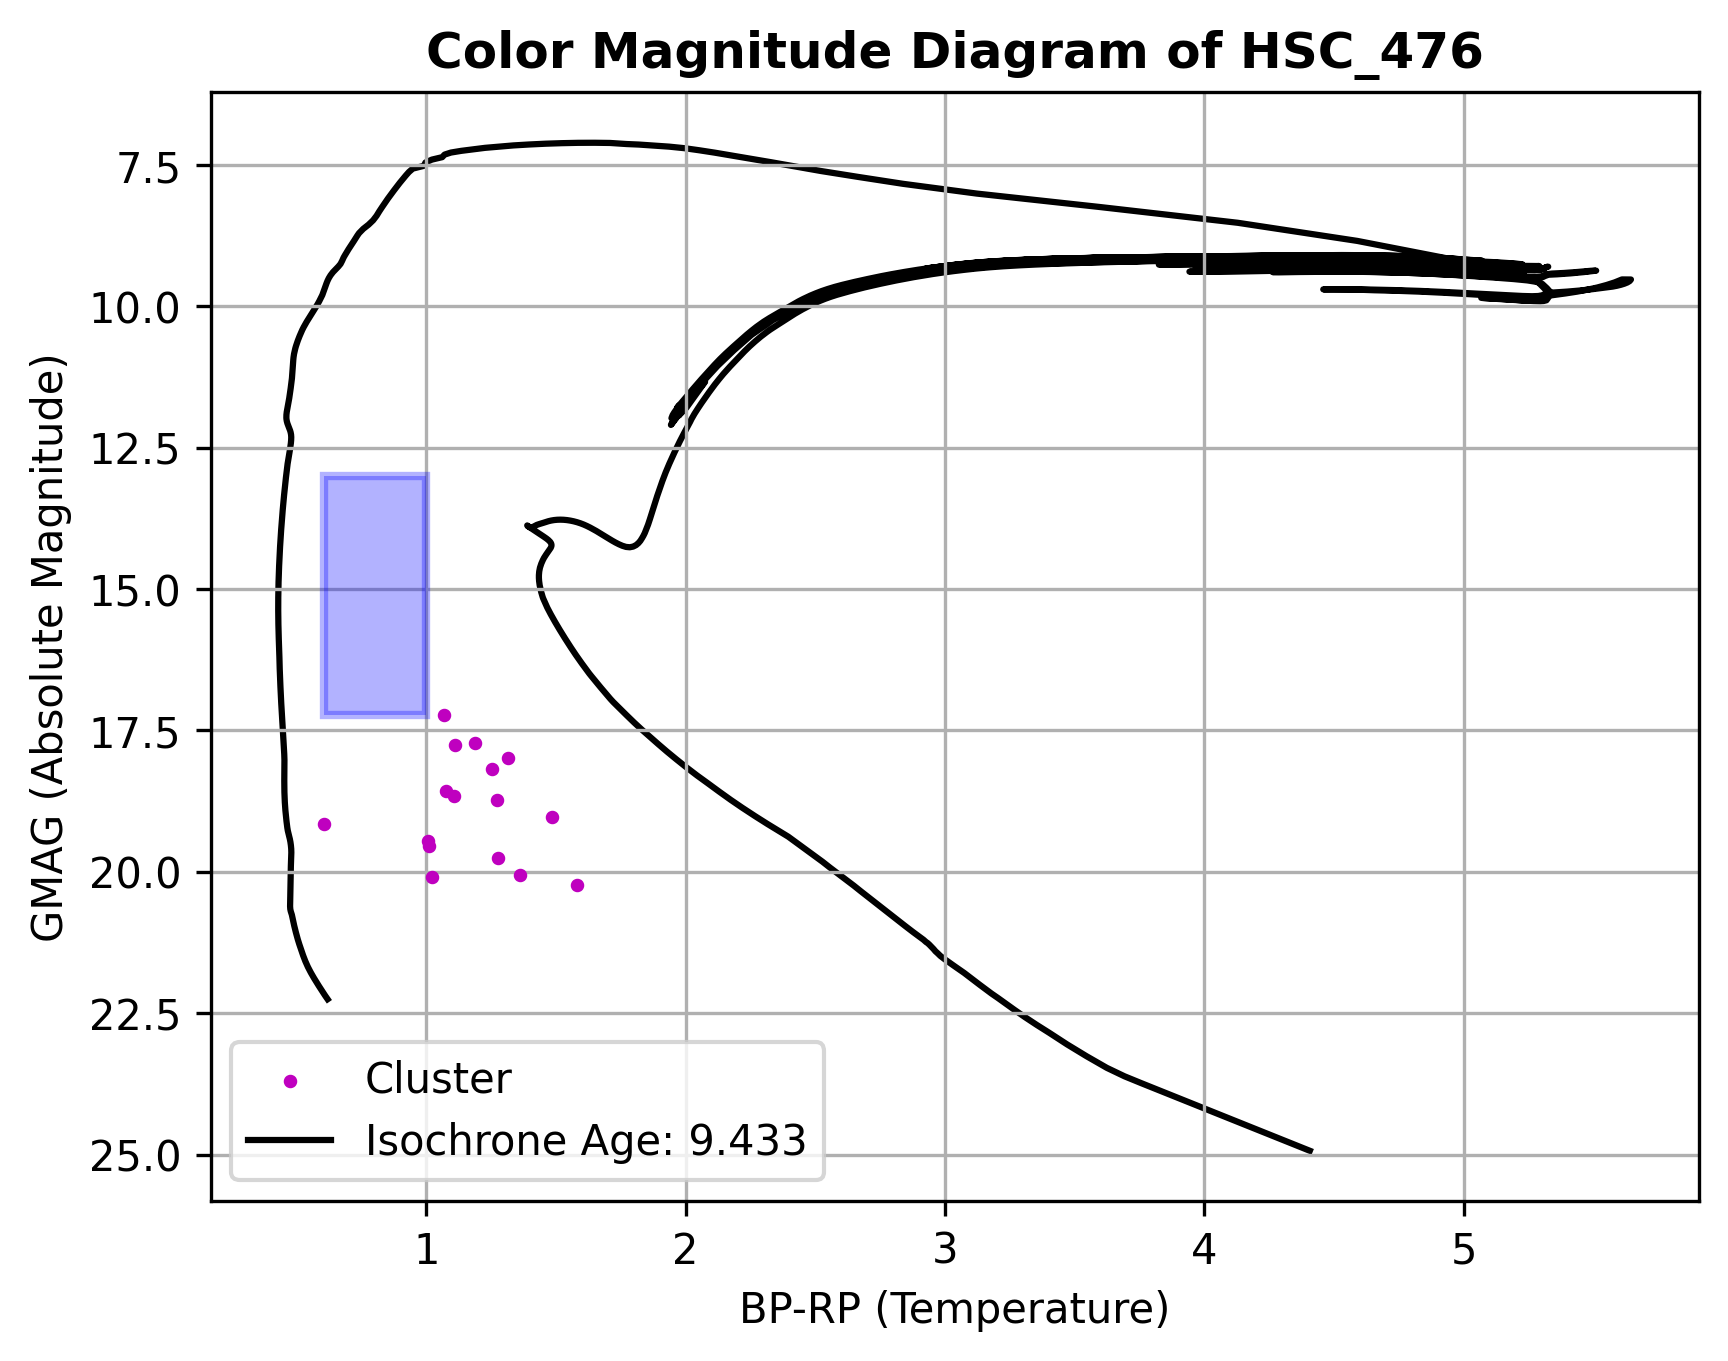 Color Magnitude Diagram of HSC_476
GMAG (Absolute Magnitude)
7.5
10.0
12.5
15.0
17.5
20.0
22.5
25.0
Cluster
Isochrone Age: 9.433
1 2 3 4 5
BP-RP (Temperature)